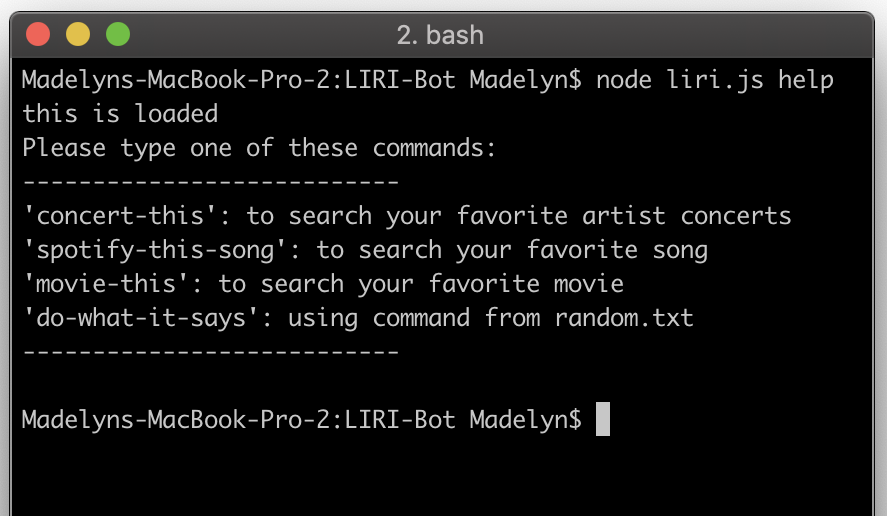 2. bash
Madelyns-MacBook-Pro-2:LIRI-Bot Madelyn$ node liri.js help
this is loaded
Please type one of these commands:
---------------------------
'concert-this': to search your favorite artist concerts
'spotify-this-song': to search your favorite song
'movie-this': to search your favorite movie
'do-what-it-says': using command from random.txt
---------------------------
Madelyns-MacBook-Pro-2:LIRI-Bot Madelyn$